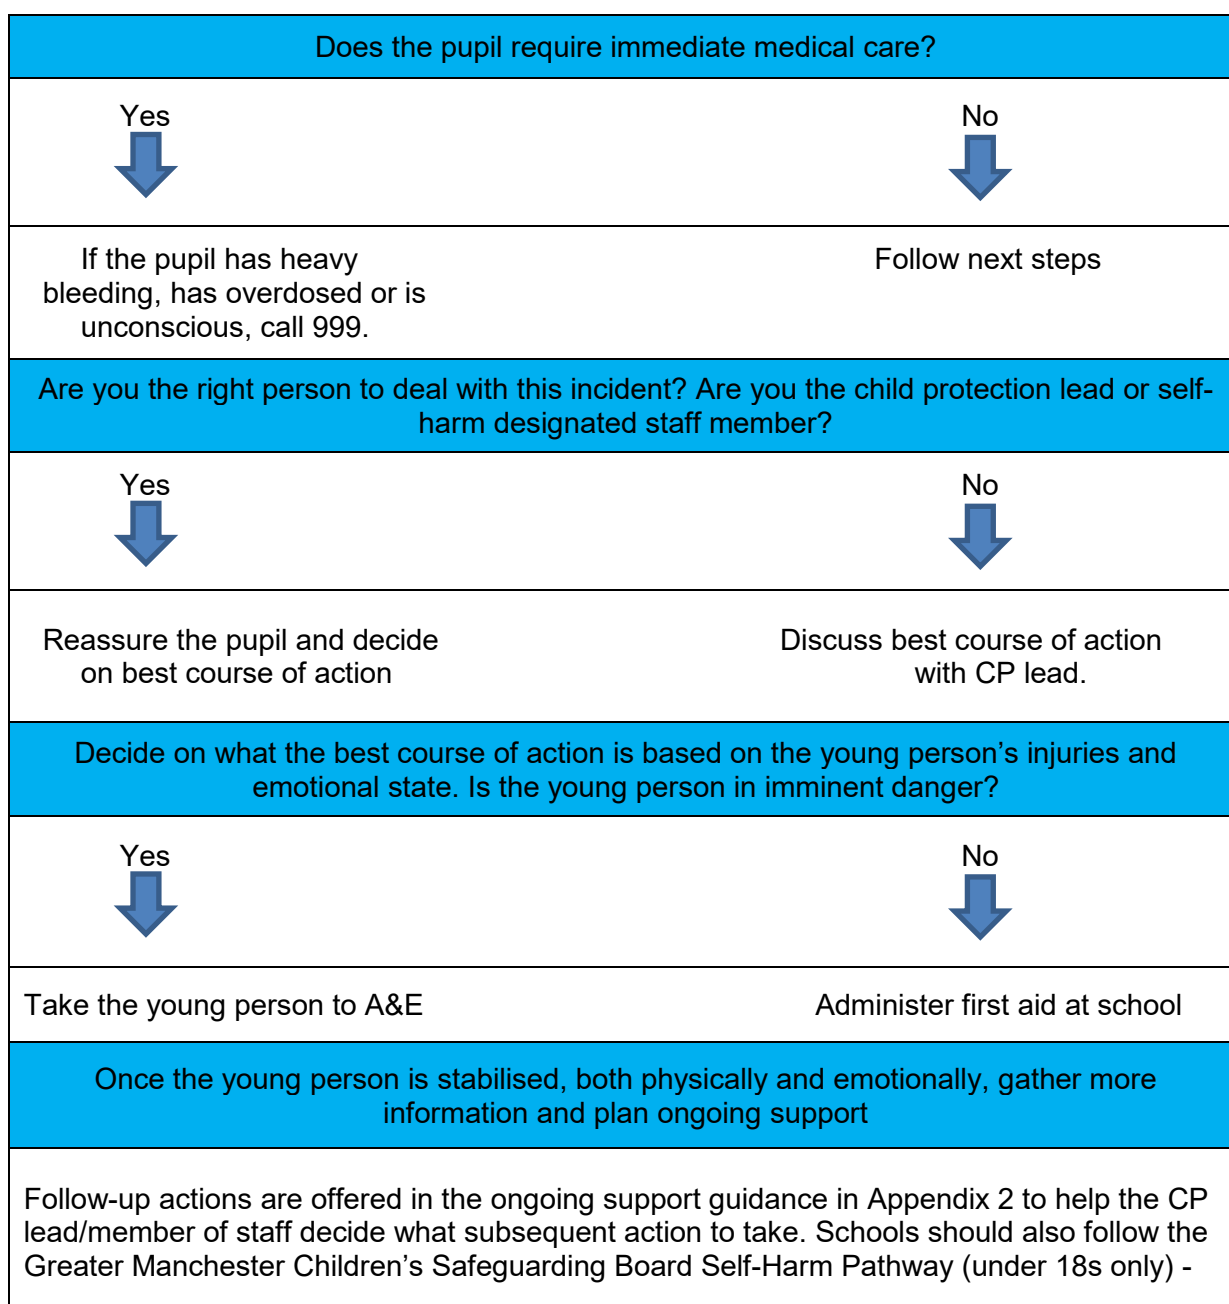 Does the pupil require immediate medical care?
Yes
No
If the pupil has heavy
bleeding, has overdosed or is
unconscious, call 999.
Follow next steps
Are you the right person to deal with this incident? Are you the child protection lead or self-
harm designated staff member?
Yes
No
Reassure the pupil and decide
on best course of action
Discuss best course of action
with CP lead.
Decide on what the best course of action is based on the young person’s injuries and
emotional state. Is the young person in imminent danger?
Yes
No
Take the young person to A&E
Administer first aid at school
Once the young person is stabilised, both physically and emotionally, gather more
information and plan ongoing support
Follow-up actions are offered in the ongoing support guidance in Appendix 2 to help the CP
lead/member of staff decide what subsequent action to take. Schools should also follow the
Greater Manchester Children’s Safeguarding Board Self-Harm Pathway (under 18s only) -